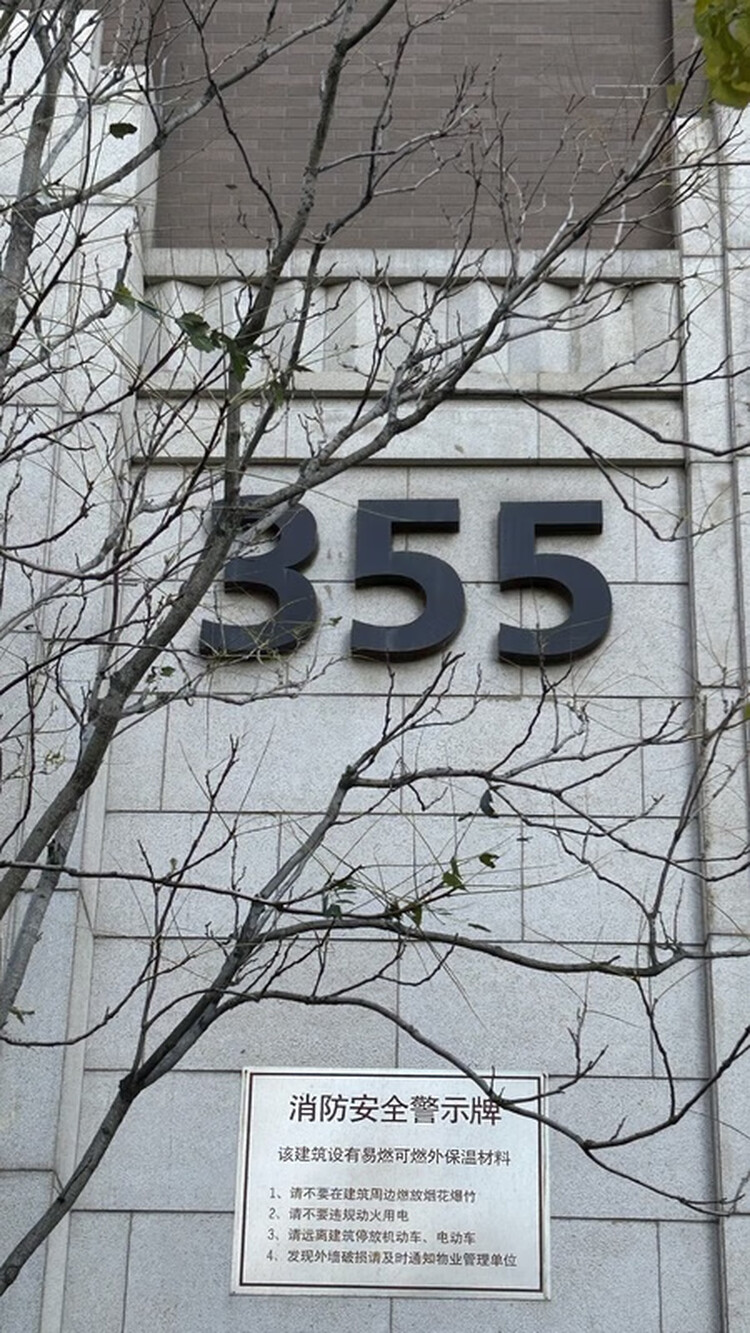 355
消防安全警示牌
该建筑设有易燃可燃外保温材料
1、请不要在建筑周边燃放烟花爆竹
2、请不要违规动火用电
3、请远离建筑停放机动车、电动车
4、发现外墙破损请及时通知物业管理单位